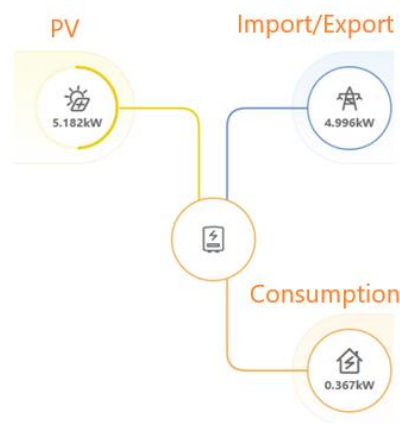 PV
Import/Export
5.182kW
4.996kW
Consumption
0.367kW